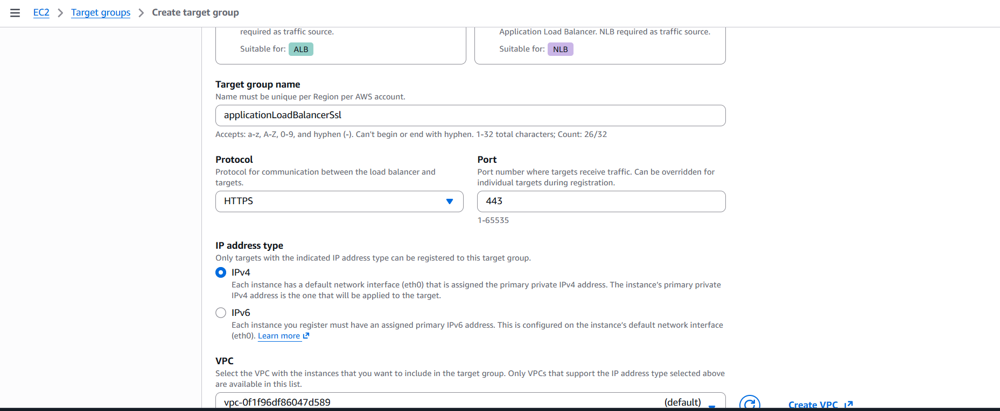 EC2 > Target groups > Create target group
required as traffic source.
Suitable for: ALB
Application Load Balancer. NLB required as traffic source.
Suitable for: NLB
Target group name
Name must be unique per Region per AWS account.
applicationLoadBalancerSsl
Accepts: a-z, A-Z, 0-9, and hyphen (-). Can't begin or end with hyphen. 1-32 total characters; Count: 26/32
Protocol
Protocol for communication between the load balancer and
targets.
HTTPS
Port
Port number where targets receive traffic. Can be overridden for
individual targets during registration.
443
1-65535
IP address type
Only targets with the indicated IP address type can be registered to this target group.
IPv4
Each instance has a default network interface (eth0) that is assigned the primary private IPv4 address. The instance’s primary private
IPv4 address is the one that will be applied to the target.
IPv6
Each instance you register must have an assigned primary IPv6 address. This is configured on the instance’s default network interface
(eth0). Learn more
VPC
Select the VPC with the instances that you want to include in the target group. Only VPCs that support the IP address type selected above
are available in this list.
vpc-0f1f96df86047d589 (default)
Create VPC